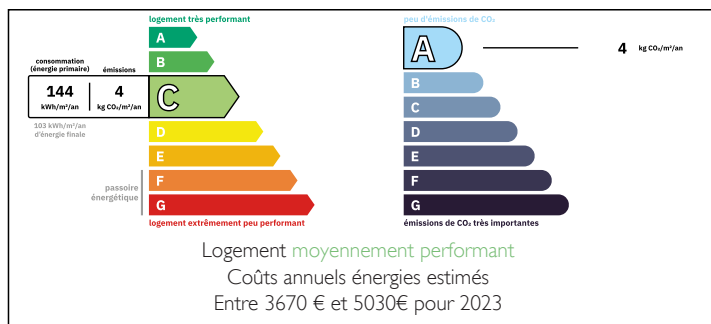 logement très performant
A
B
consommation
(énergie primaire)
émissions
144
kWh/m²/an
4
kg CO₂/m²/an
C
103 kWh/m²/an
d'énergie finale
D
E
passoire
énergétique
F
G
logement extrêmement peu performant
peu d'émissions de CO₂
A
4 kg CO₂/m²/an
B
C
D
E
F
G
émissions de CO₂ très importantes
Logement moyennement performant
Coûts annuels énergies estimés
Entre 3670 € et 5030€ pour 2023